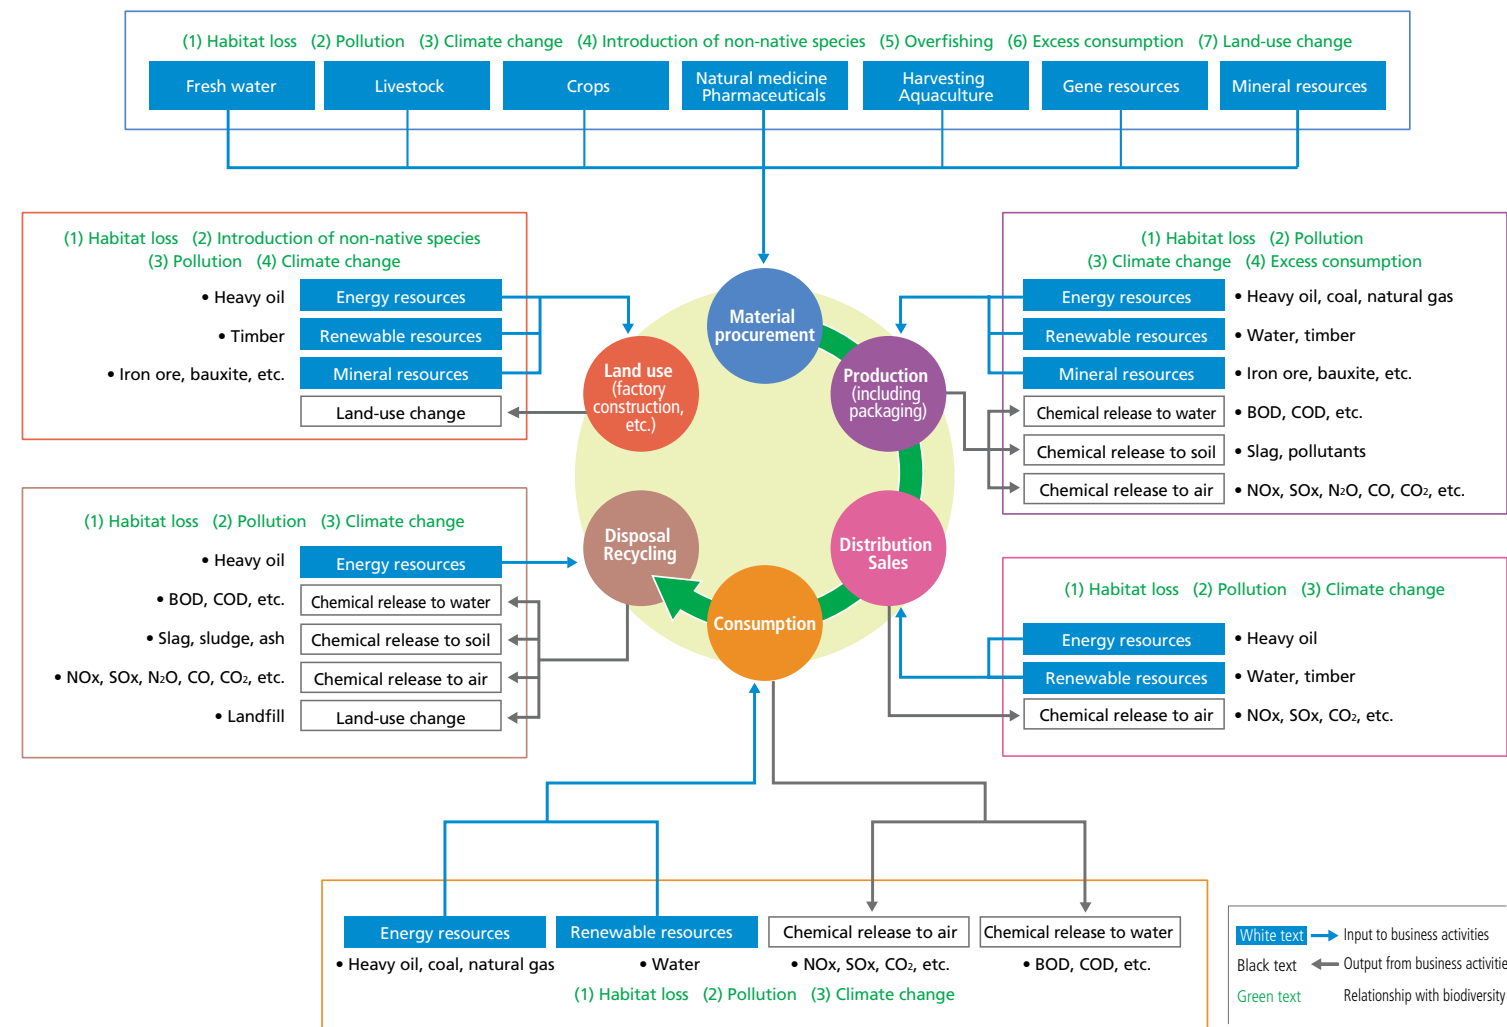 (1) Habitat loss (2) Pollution (3) Climate change (4) Introduction of non-native species (5) Overfishing (6) Excess consumption (7) Land-use change
Fresh water
Livestock
Crops
Natural medicine
Pharmaceuticals
Harvesting
Aquaculture
Gene resources
Mineral resources
(1) Habitat loss (2) Introduction of non-native species
(3) Pollution (4) Climate change
• Heavy oil
Energy resources
• Timber
Renewable resources
• Iron ore, bauxite, etc.
Mineral resources
Land-use change
Material
procurement
Land use
(factory
construction,
etc.)
Production
(including
packaging)
Disposal
Recycling
Distribution
Sales
Consumption
(1) Habitat loss (2) Pollution
(3) Climate change (4) Excess consumption
Energy resources
• Heavy oil, coal, natural gas
Renewable resources
• Water, timber
Mineral resources
• Iron ore, bauxite, etc.
Chemical release to water
• BOD, COD, etc.
Chemical release to soil
• Slag, pollutants
Chemical release to air
• NOx, SOx, N₂O, CO, CO₂, etc.
(1) Habitat loss (2) Pollution (3) Climate change
• Heavy oil
Energy resources
• BOD, COD, etc.
Chemical release to water
• Slag, sludge, ash
Chemical release to soil
• NOx, SOx, N₂O, CO, CO₂, etc.
Chemical release to air
• Landfill
Land-use change
(1) Habitat loss (2) Pollution (3) Climate change
Energy resources
• Heavy oil
Renewable resources
• Water, timber
Chemical release to air
• NOx, SOx, CO₂, etc.
Energy resources
Renewable resources
Chemical release to air
Chemical release to water
• Heavy oil, coal, natural gas
• Water
• NOx, SOx, CO₂, etc.
• BOD, COD, etc.
(1) Habitat loss (2) Pollution (3) Climate change
White text
Input to business activities
Black text
Output from business activitie
Green text
Relationship with biodiversity